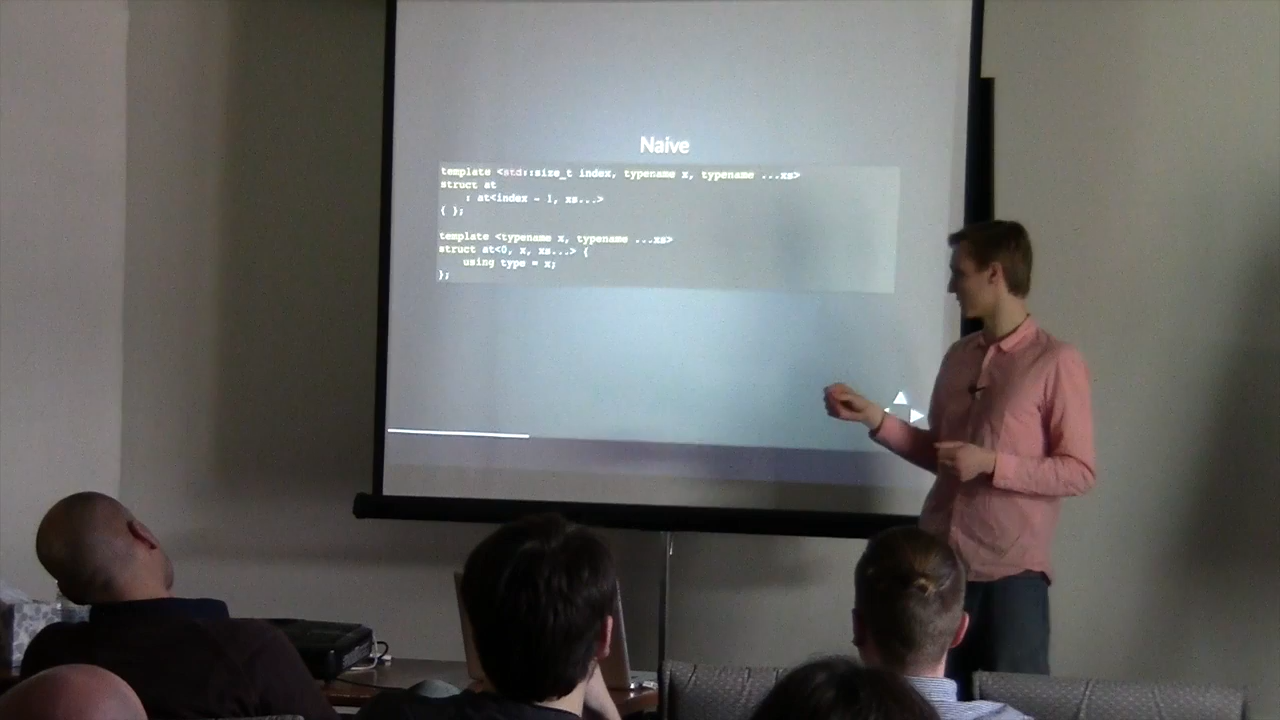 Naive
template <std::size_t index, typename x, typename ...xs>
struct at
: at<index - 1, xs...>
{ };
template <typename x, typename ...xs>
struct at<0, x, xs...> {
using type = x;
};